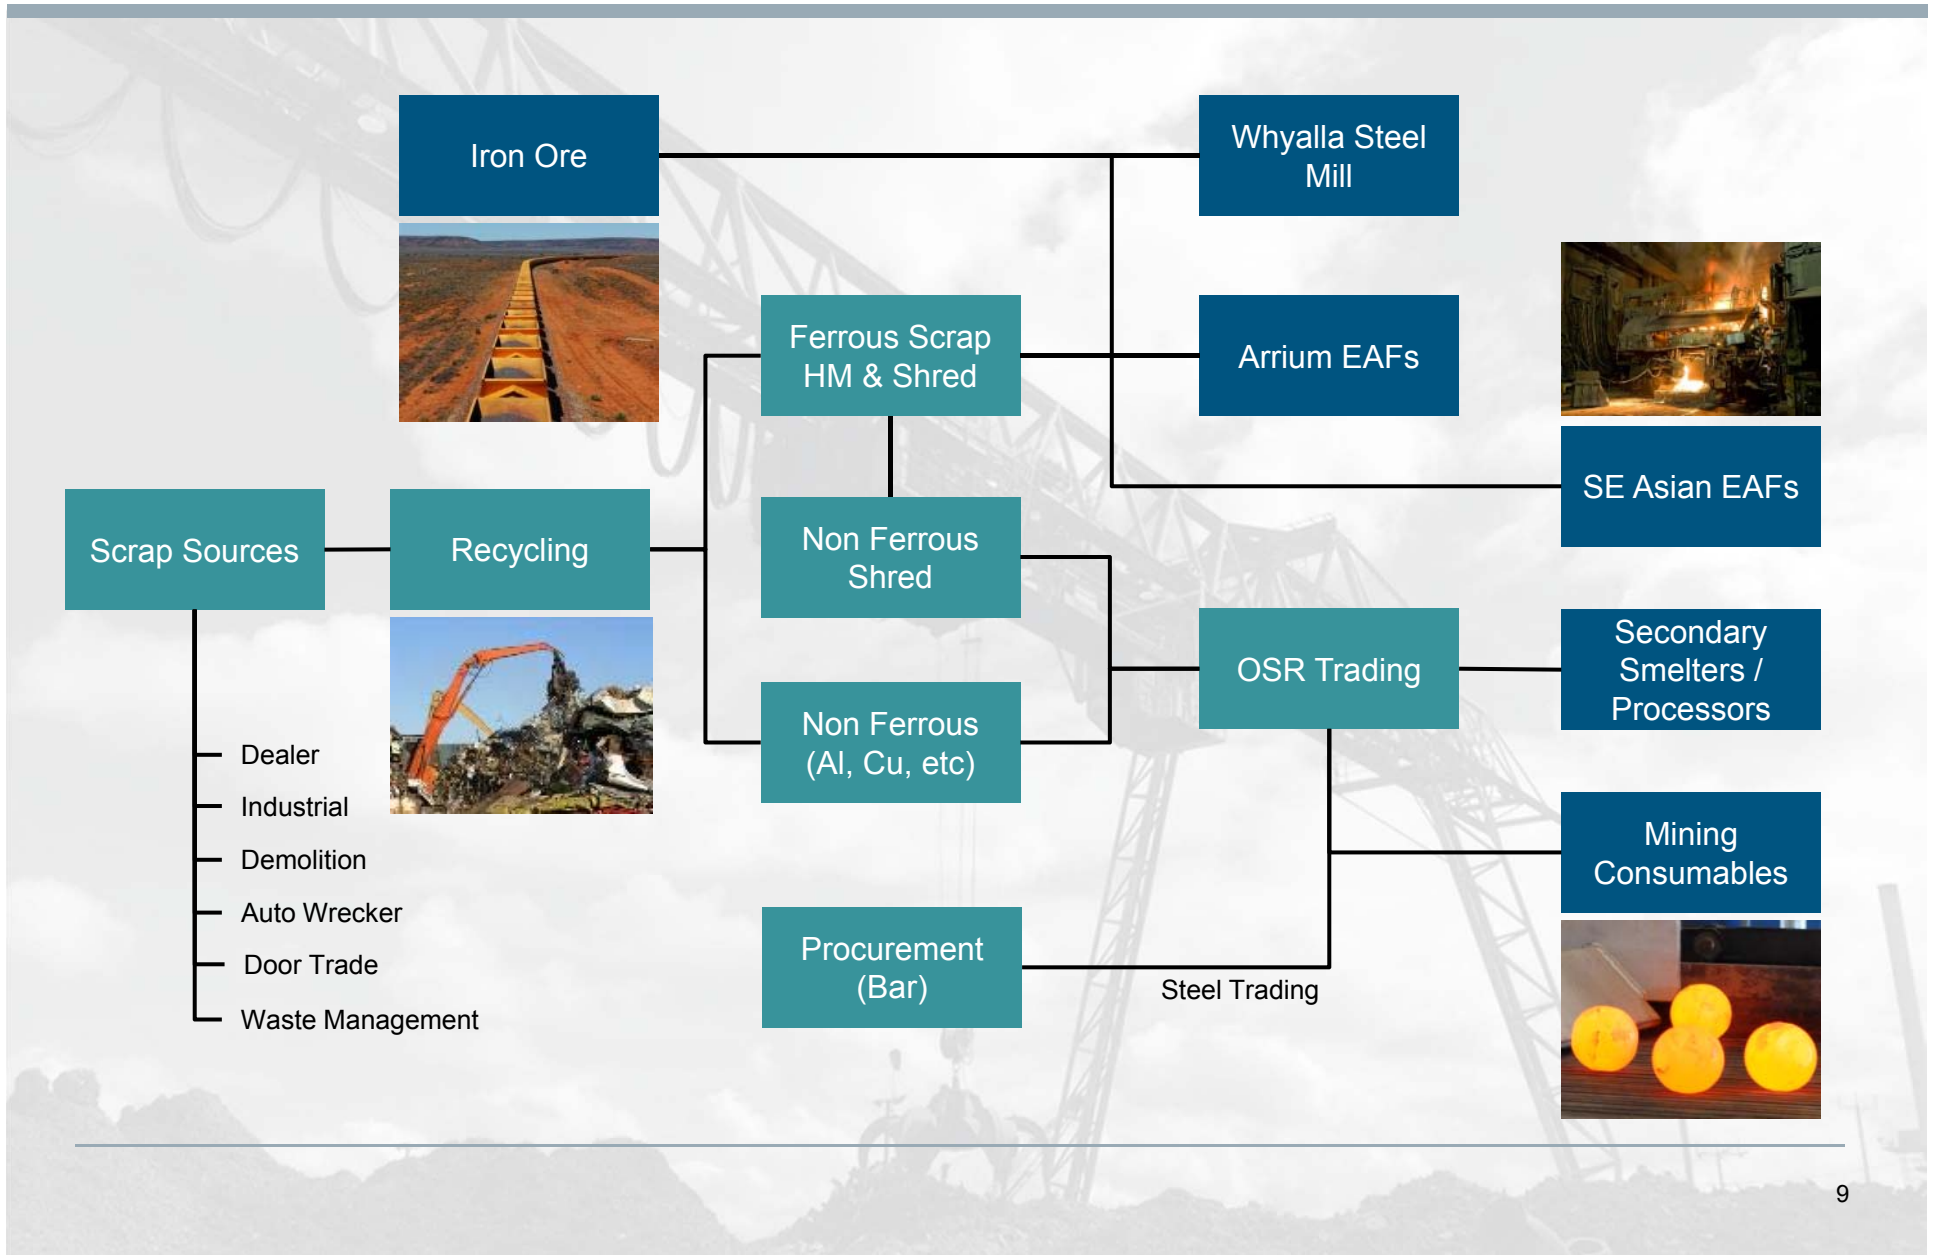 Iron Ore
Whyalla Steel
Mill
Ferrous Scrap
HM & Shred
Arrium EAFs
SE Asian EAFs
Scrap Sources
Recycling
Non Ferrous
Shred
OSR Trading
Secondary
Smelters /
Processors
Non Ferrous
(Al, Cu, etc)
Dealer
Industrial
Demolition
Auto Wrecker
Door Trade
Waste Management
Mining
Consumables
Procurement
(Bar)
Steel Trading
9